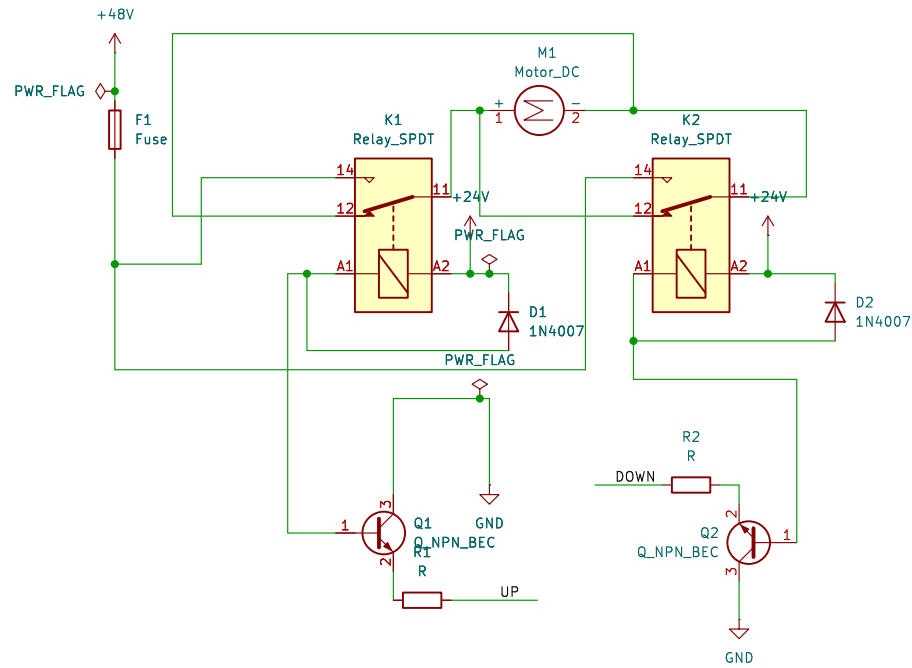 +48V
PWR_FLAG
F1
Fuse
M1
Motor_DC
+
1
−
2
K1
Relay_SPDT
14
12
11
A1
A2
+24V
PWR_FLAG
K2
Relay_SPDT
14
12
11
A1
A2
+24V
D1
1N4007
D2
1N4007
PWR_FLAG
GND
3
1
2
Q1
Q_NPN_BEC
R1
R
UP
R2
R
DOWN
2
1
3
Q2
Q_NPN_BEC
GND